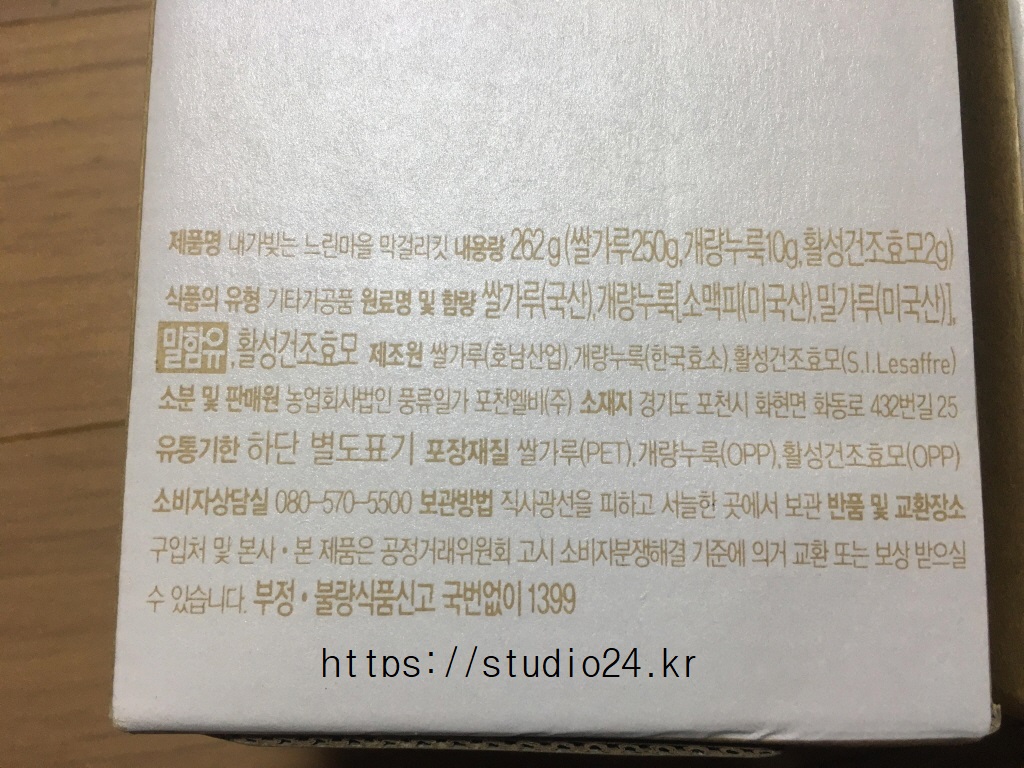 제품명 내가빚는 느린마을 막걸리킷 내용량 262g(쌀가루250g,개량누룩10g,활성건조효모2g)
식품의 유형 기타가공품 원료명 및 함량 쌀가루(국산),개량누룩[소맥피(미국산),밀가루(미국산)],
밀함유,활성건조효모 제조원 쌀가루(호남산업),개량누룩(한국효소),활성건조효모(S.I.Lesaffre)
소분 및 판매원 농업회사법인 풍류일가 포천엘비(주) 소재지 경기도 포천시 화현면 화동로 432번길 25
유통기한 하단 별도표기 포장재질 쌀가루(PET),개량누룩(OPP),활성건조효모(OPP)
소비자상담실 080-570-5500 보관방법 직사광선을 피하고 서늘한 곳에서 보관 반품 및 교환장소
구입처 및 본사·본 제품은 공정거래위원회 고시 소비자분쟁해결 기준에 의거 교환 또는 보상 받으실
수 있습니다. 부정·불량식품신고 국번없이 1399
https://studio24.kr